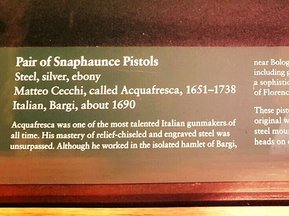 Pair of Snaphaunce Pistols
Steel, silver, ebony
Matteo Cecchi, called Acquafresca, 1651–1738
Italian, Bargi, about 1690
Acquafresca was one of the most talented Italian gunmakers of
all time. His mastery of relief-chiseled and engraved steel was
unsurpassed. Although he worked in the isolated hamlet of Bargi,
near Bolog
including
a sophistic
of Florenc
These pisto
original w
steel mou
heads on